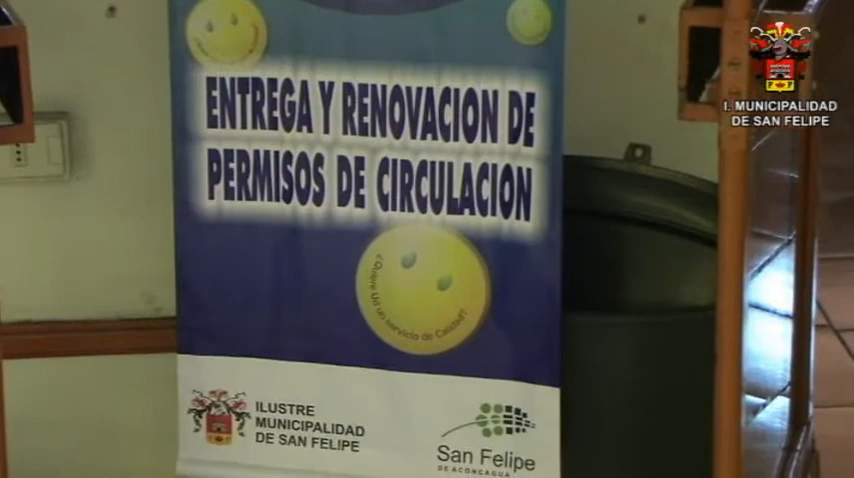 ENTREGA Y RENOVACION DE
PERMISOS DE CIRCULACION
¿Quiere Ud un servicio de Calidad?
ILUSTRE
MUNICIPALIDAD
DE SAN FELIPE
San Felipe
DE ACONCAGUA
I. MUNICIPALIDAD
DE SAN FELIPE